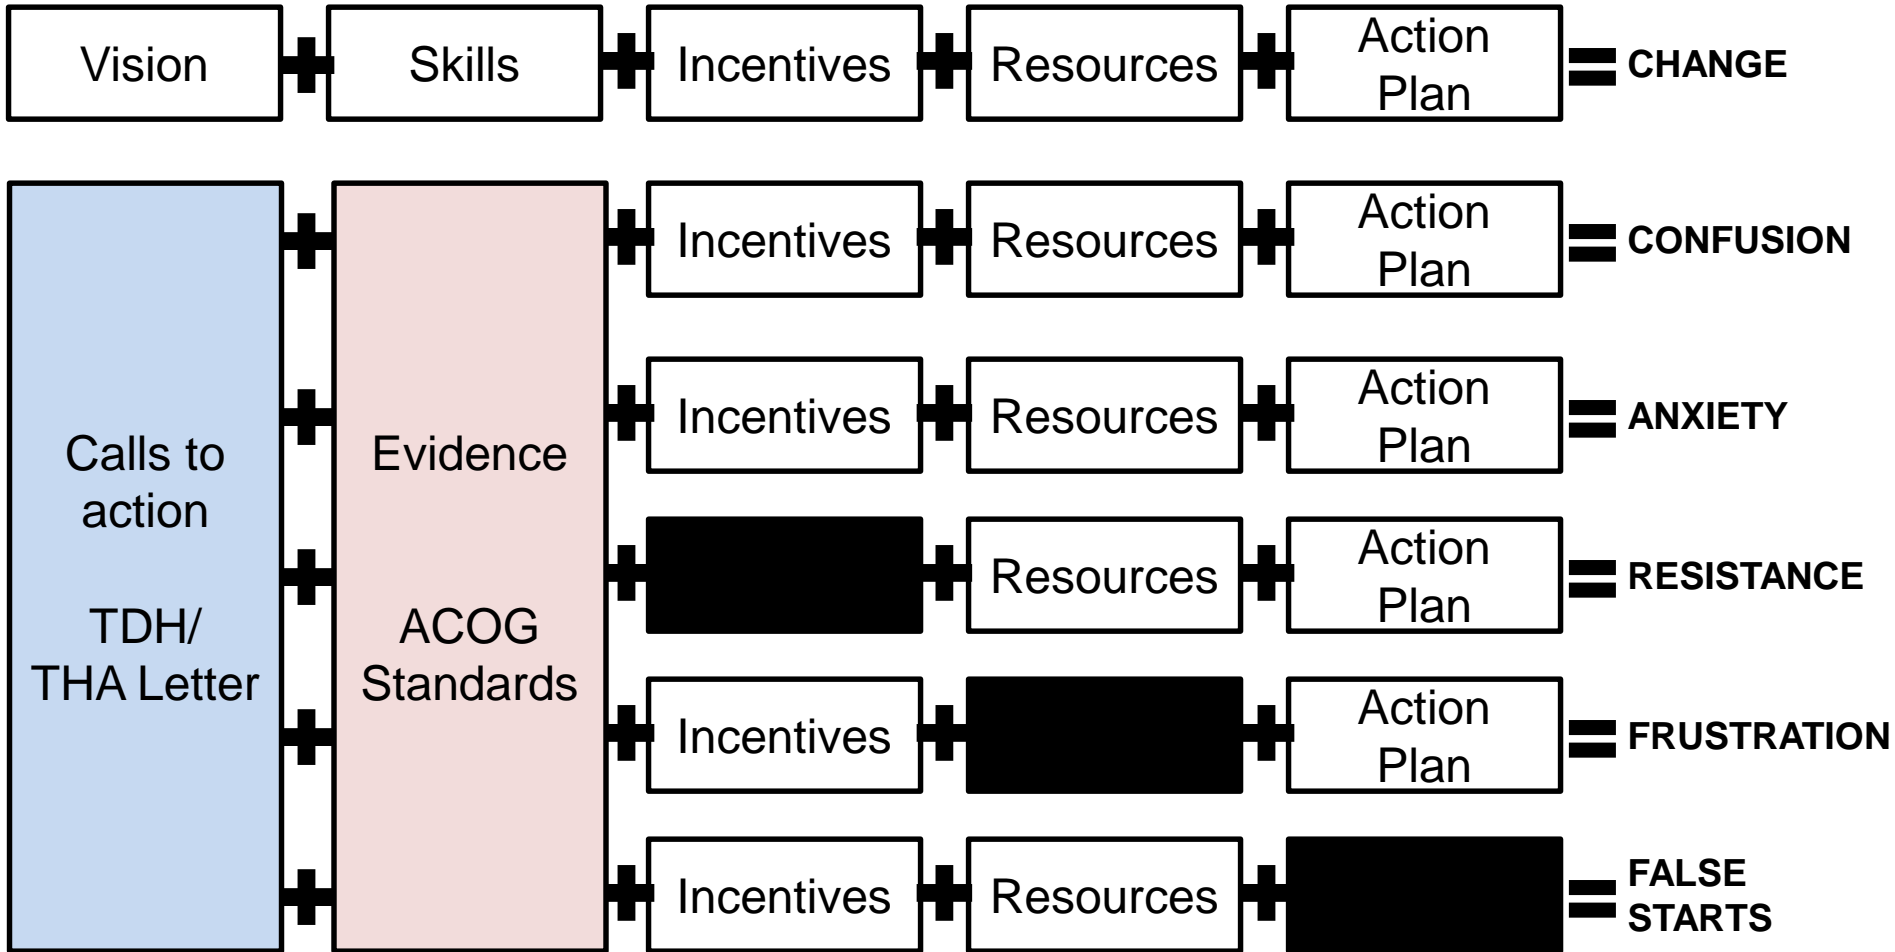 Vision
Skills
Incentives
Resources
Action
Plan
CHANGE
Calls to
action
TDH/
THA Letter
Evidence
ACOG
Standards
Incentives
Resources
Action
Plan
CONFUSION
Incentives
Resources
Action
Plan
ANXIETY
Resources
Action
Plan
RESISTANCE
Incentives
Action
Plan
FRUSTRATION
Incentives
Resources
FALSE
STARTS